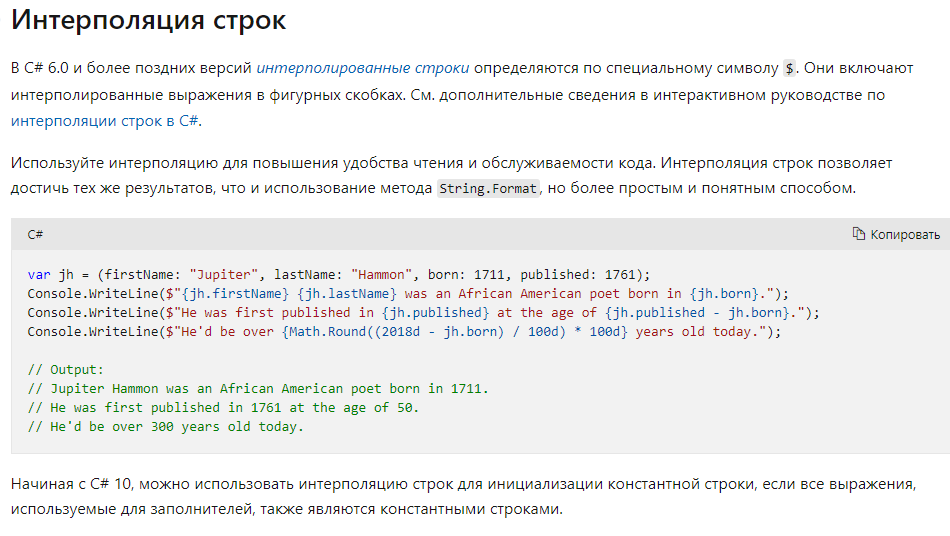 Интерполяция строк
В C# 6.0 и более поздних версий интерполированные строки определяются по специальному символу $. Они включают
интерполированные выражения в фигурных скобках. См. дополнительные сведения в интерактивном руководстве по
интерполяции строк в C#.
Используйте интерполяцию для повышения удобства чтения и обслуживаемости кода. Интерполяция строк позволяет
достичь тех же результатов, что и использование метода String.Format, но более простым и понятным способом.
C# Копировать
var jh = (firstName: "Jupiter", lastName: "Hammon", born: 1711, published: 1761);
Console.WriteLine($"{jh.firstName} {jh.lastName} was an African American poet born in {jh.born}.");
Console.WriteLine($"He was first published in {jh.published} at the age of {jh.published - jh.born}.");
Console.WriteLine($"He'd be over {Math.Round((2018d - jh.born) / 100d) * 100d} years old today.");
// Output:
// Jupiter Hammon was an African American poet born in 1711.
// He was first published in 1761 at the age of 50.
// He'd be over 300 years old today.
Начиная с C# 10, можно использовать интерполяцию строк для инициализации константной строки, если все выражения,
используемые для заполнителей, также являются константными строками.